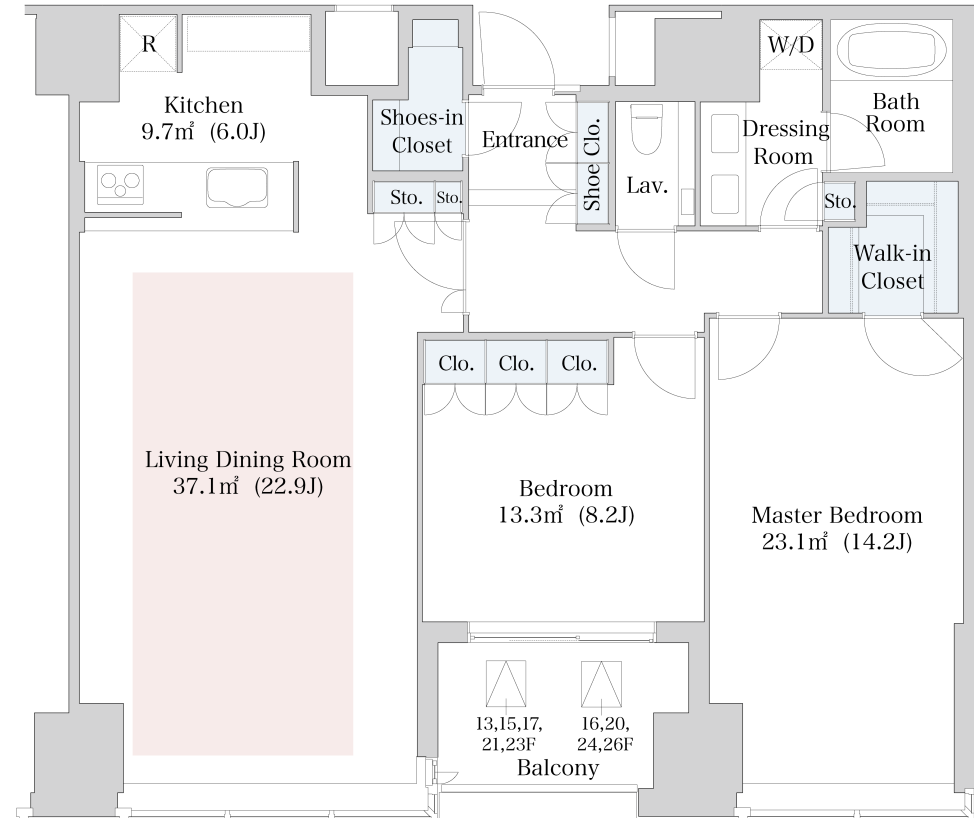 R
W/D
Kitchen
9.7㎡ (6.0J)
Shoes-in
Closet
Entrance
Shoe Clo.
Lav.
Dressing
Room
Bath
Room
Sto.
Sto.
Sto.
Walk-in
Closet
Clo.
Clo.
Clo.
Living Dining Room
37.1㎡ (22.9J)
Bedroom
13.3㎡ (8.2J)
Master Bedroom
23.1㎡ (14.2J)
13,15,17,
21,23F
16,20,
24,26F
Balcony